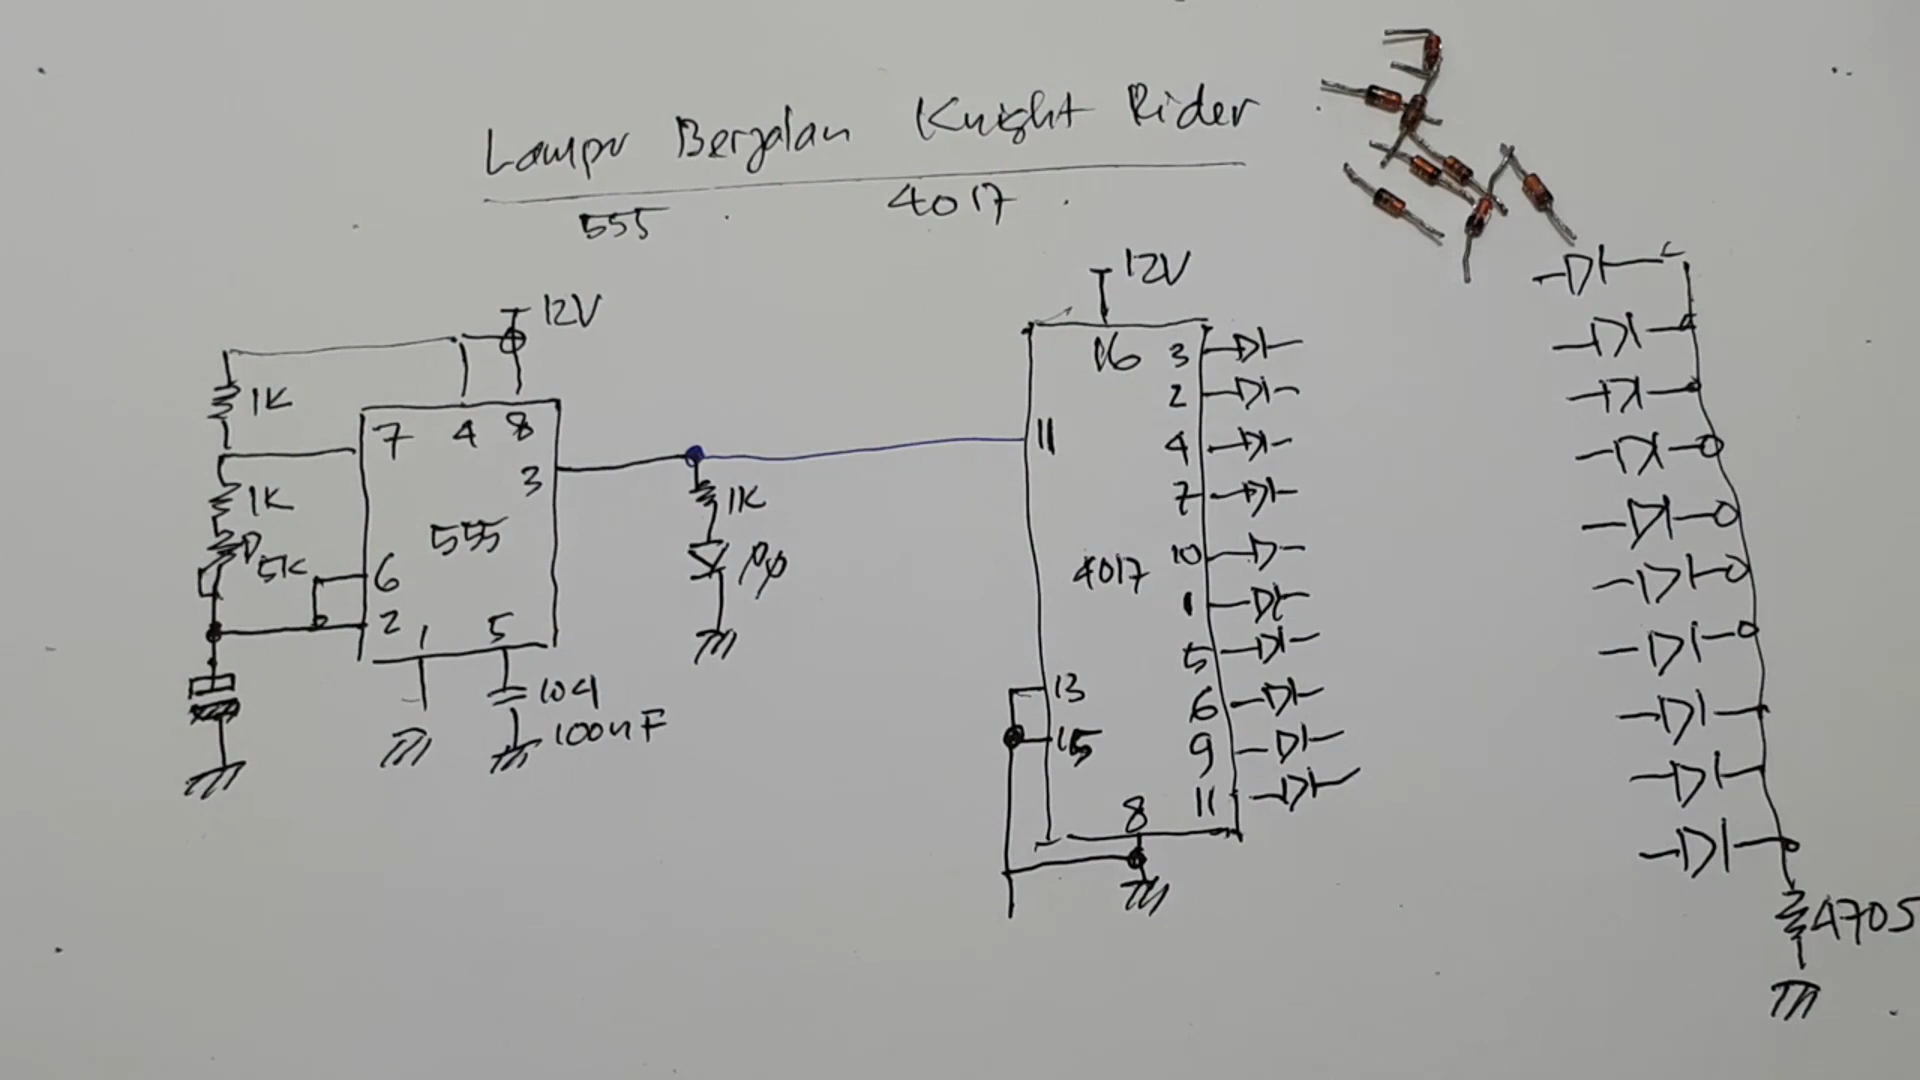 Lampu Berjalan Knight Rider
555 4017
12V
1K
7 4 8
3
1K
5K
555
6
2
1 5
104
100nF
1K
12V
16
11
4017
3
2
4
7
10
1
5
6
9
11
13
15
8
470Ω